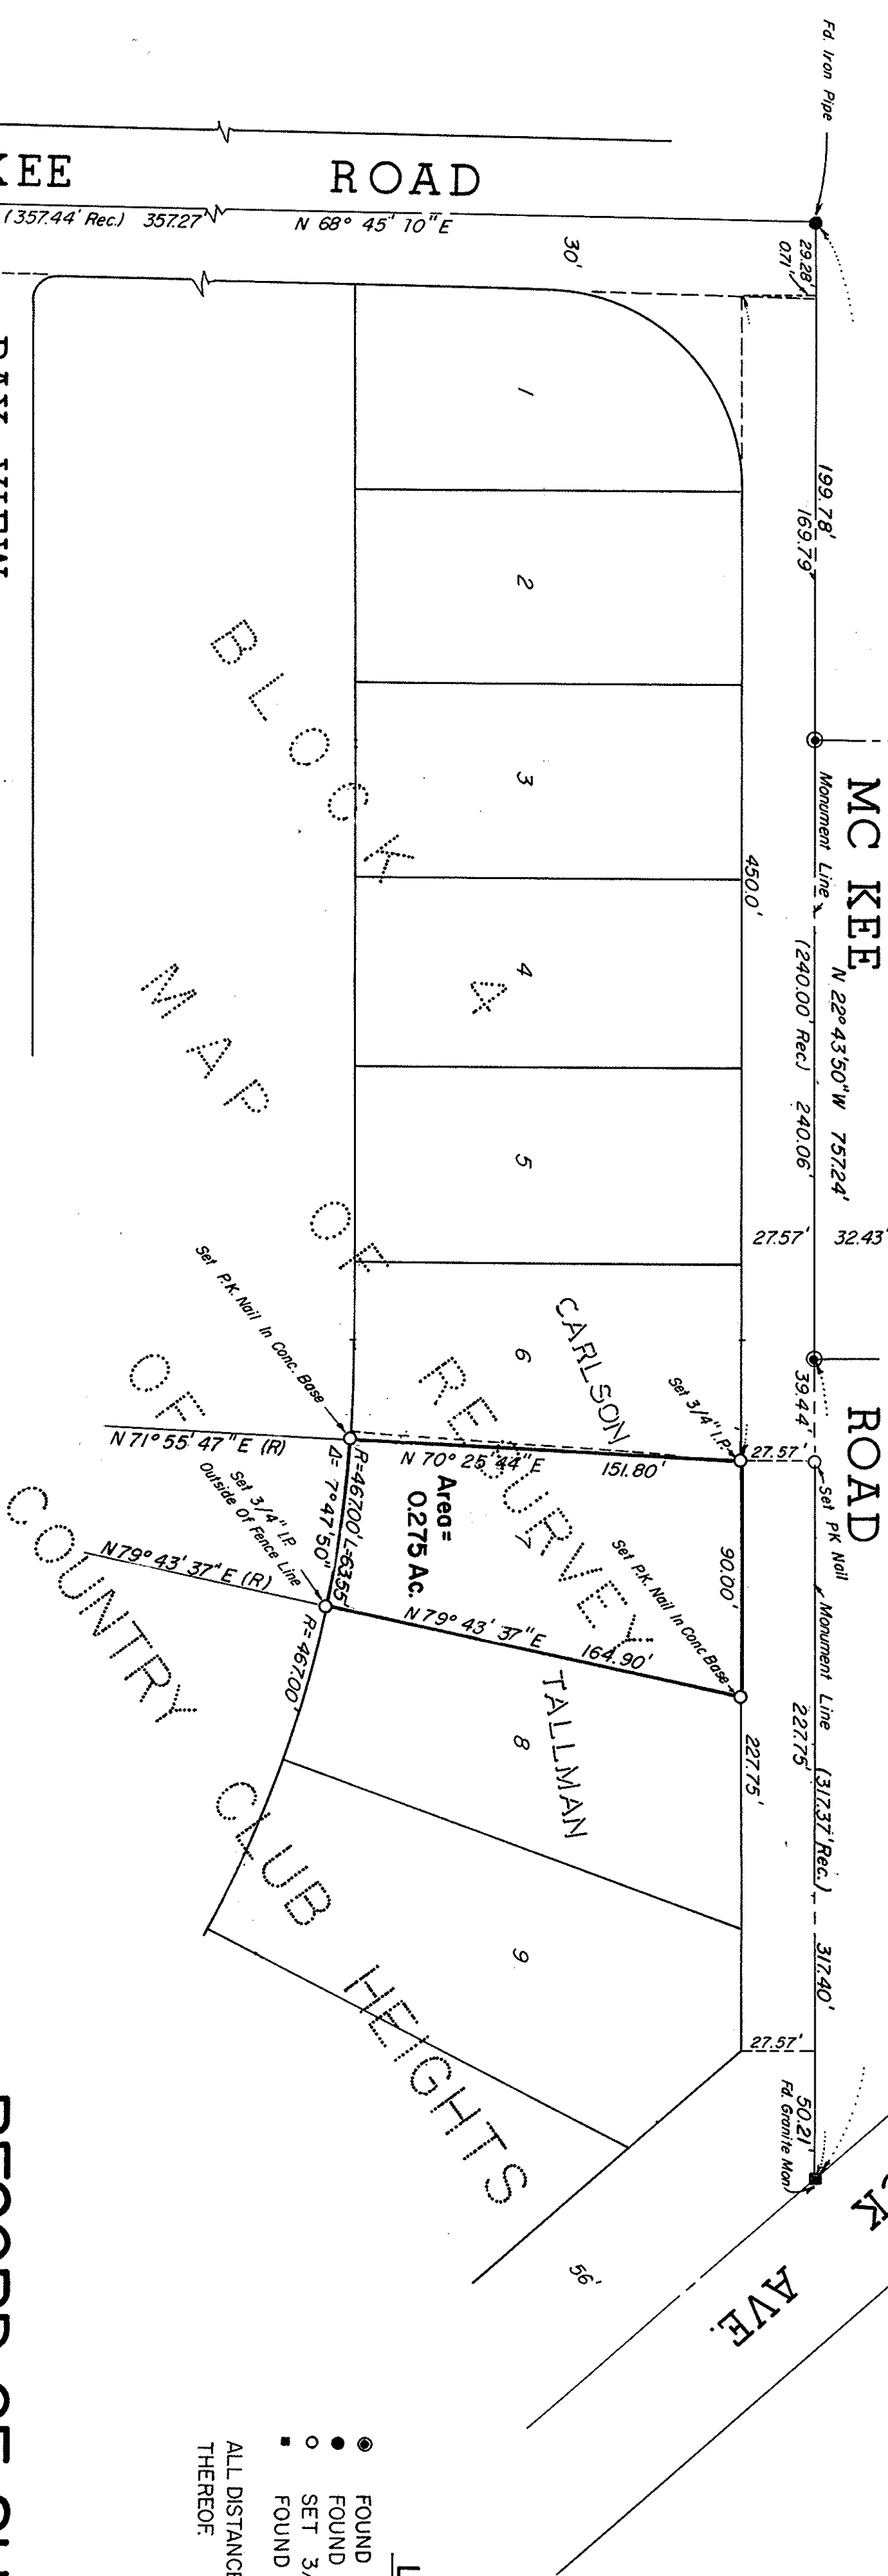 Fd. Iron Pipe
KEE ROAD
(357.44' Rec.) 357.27
N 68° 45' 10" E
30'
29.28'
0.71'
199.78'
169.79'
MC KEE ROAD
Monument Line
N 22° 43' 50" W 757.24'
(240.00' Rec.) 240.06'
450.0'
27.57' 32.43'
39.44'
27.57'
Set PK Nail
Monument Line
227.75'
(317.37' Rec.) 317.40'
90.00'
227.75'
27.57'
50.21'
Fd. Granite Mon.
1
2
3
4
5
6
7
8
9
BLOCK A
MAP OF RESURVEY
OF COUNTRY CLUB HEIGHTS
CARLSON
TALLMAN
Set 3/4" I.P.
Set P.K. Nail In Conc. Base
Set P.K. Nail In Conc. Base
N 70° 25' 44" E 151.80'
N 71° 55' 47" E (R)
Area=
0.275 Ac.
R=467.00' L=63.55'
Δ= 7° 47' 50"
Set 3/4" I.P.
Outside Of Fence Line
N 79° 43' 37" E (R)
N 79° 43' 37" E 164.90'
R=467.00'
AVE.
56'
FOUND
FOUND
SET 3/
FOUND
ALL DISTANCE
THEREOF.